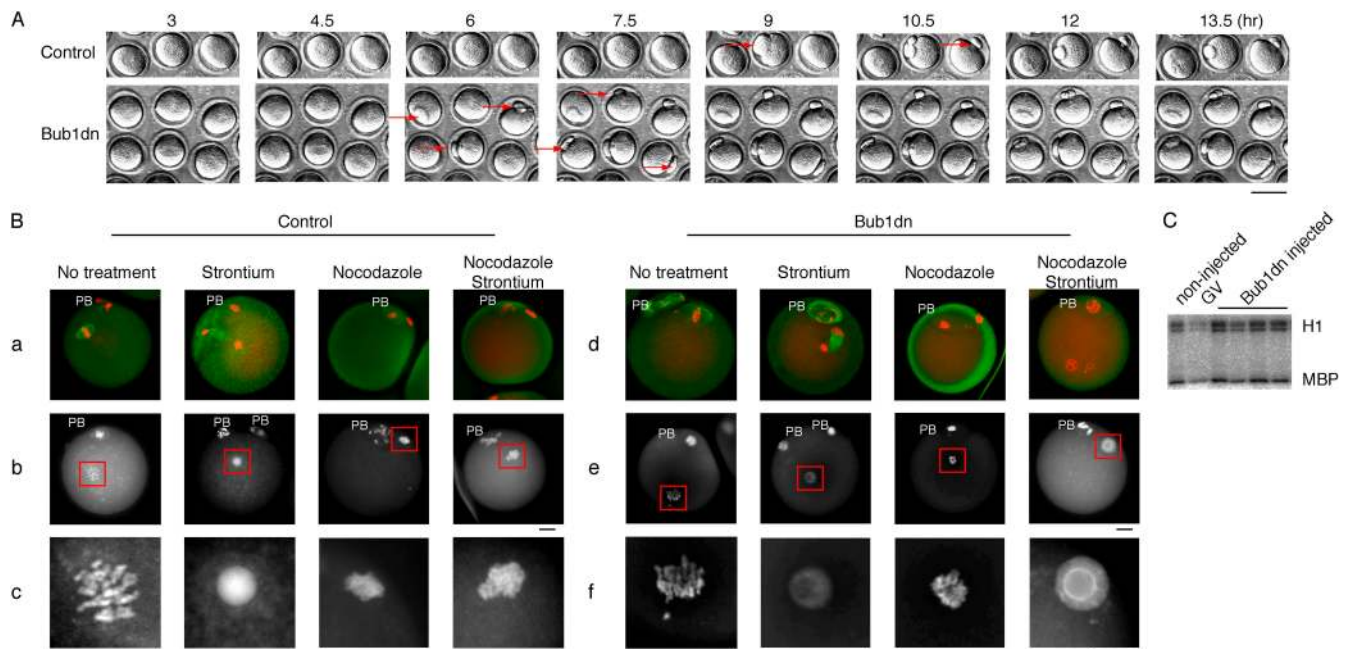 A
3 4.5 6 7.5 9 10.5 12 13.5 (hr)
Control
Bub1dn
B
Control
Bub1dn
C
No treatment Strontium Nocodazole Nocodazole Strontium
No treatment Strontium Nocodazole Nocodazole Strontium
non-injected
GV
Bub1dn injected
H1
MBP
a
PB PB PB PB
d
PB PB PB PB
b
PB PB PB PB PB
e
PB PB PB PB PB
c
f